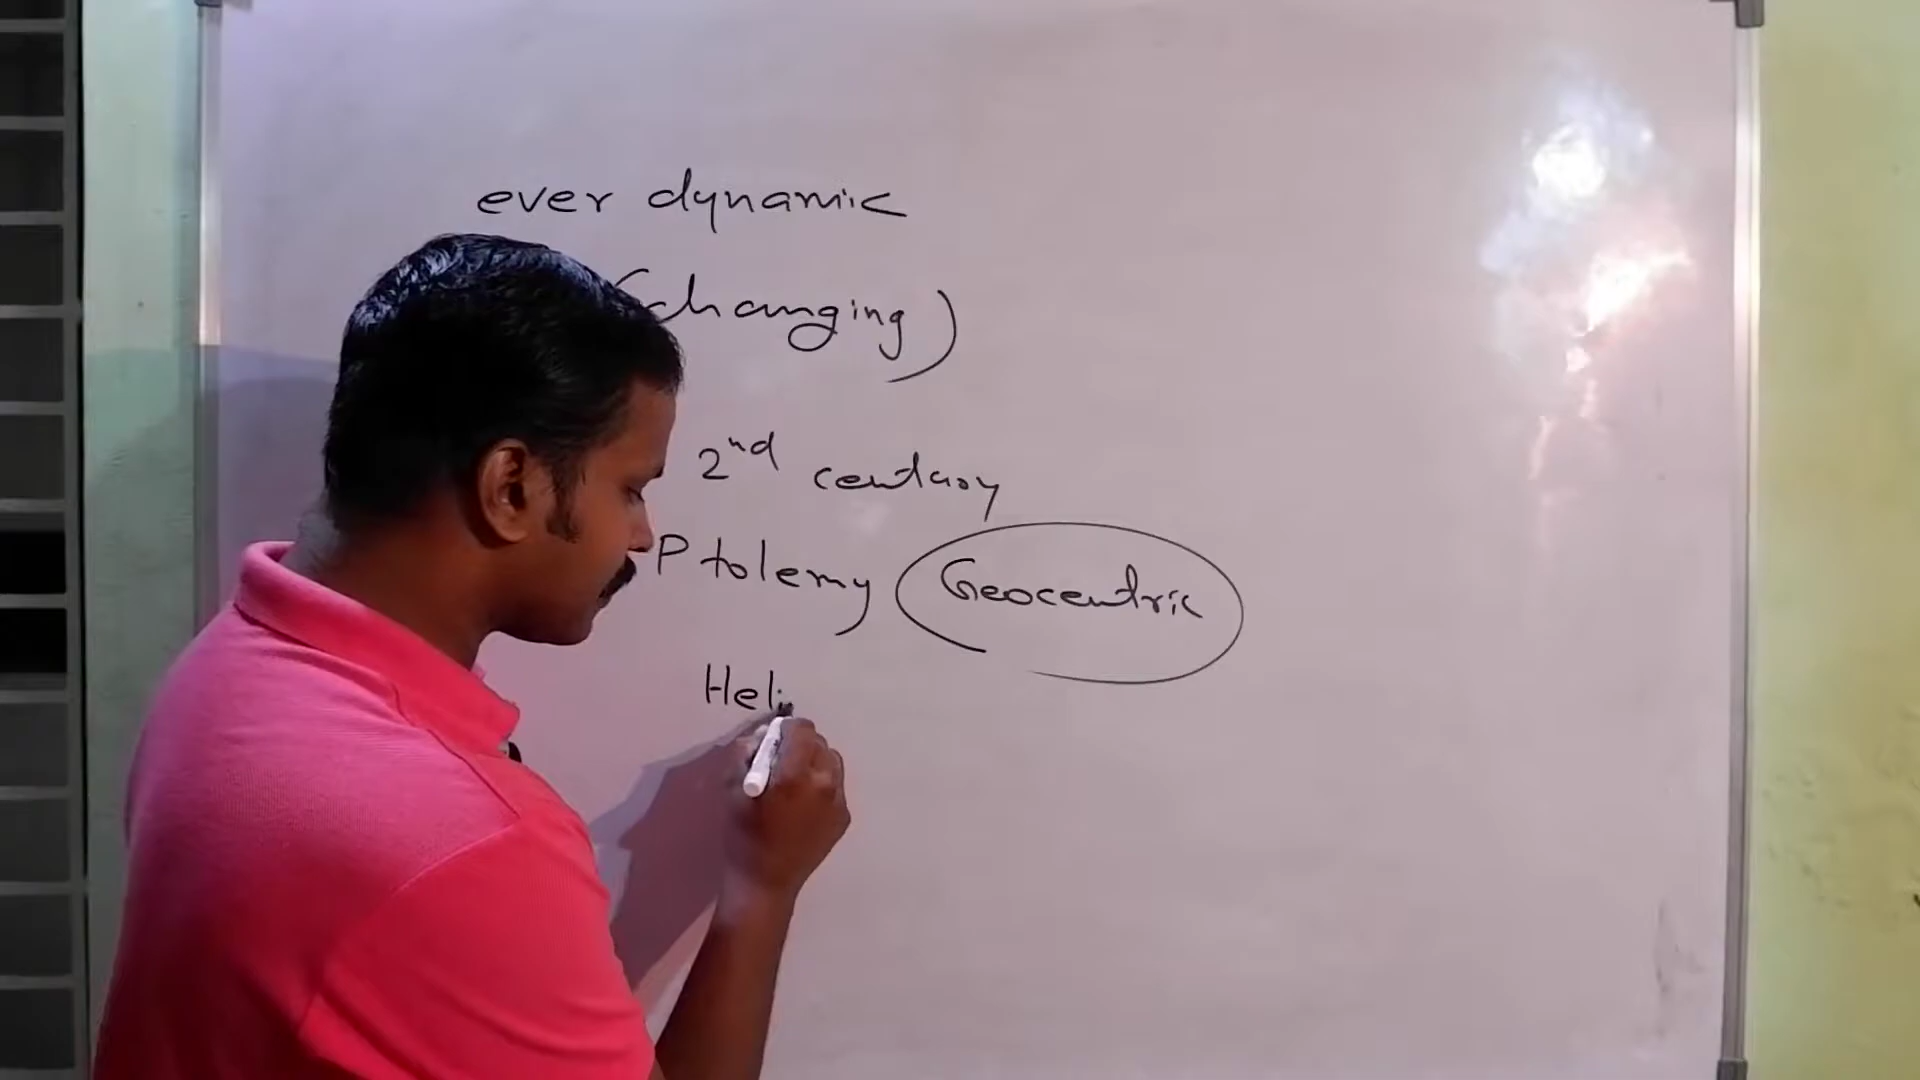 ever dynamic
(changing)
2nd century
Ptolemy Geocentric
Heli